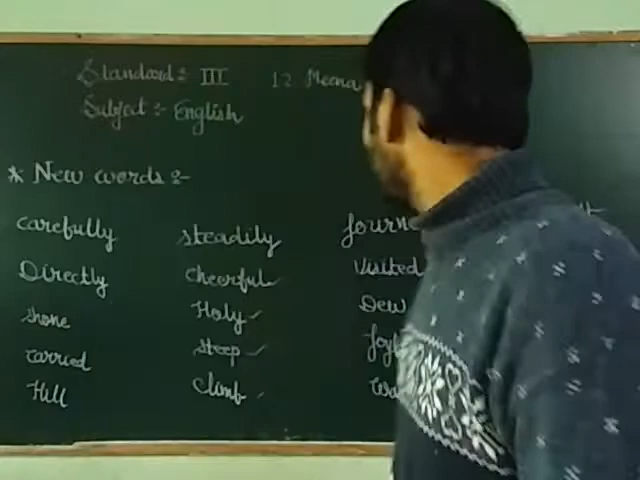 Standard :- III 12 Meena
Subject :- English
* New words :-
carefully steadily
Directly cheerful visited
shone Holy Dew
carried steep
Hill climb